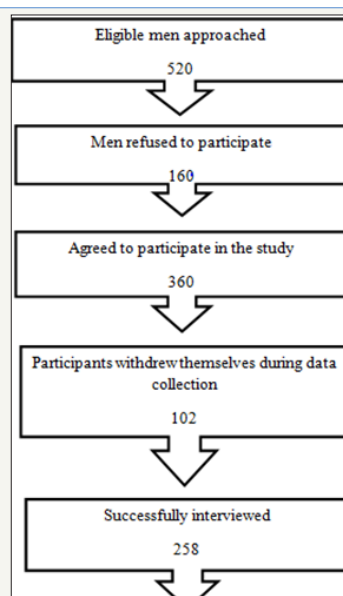 Eligible men approached
520
Men refused to participate
160
Agreed to participate in the study
360
Participants withdrew themselves during data
collection
102
Successfully interviewed
258